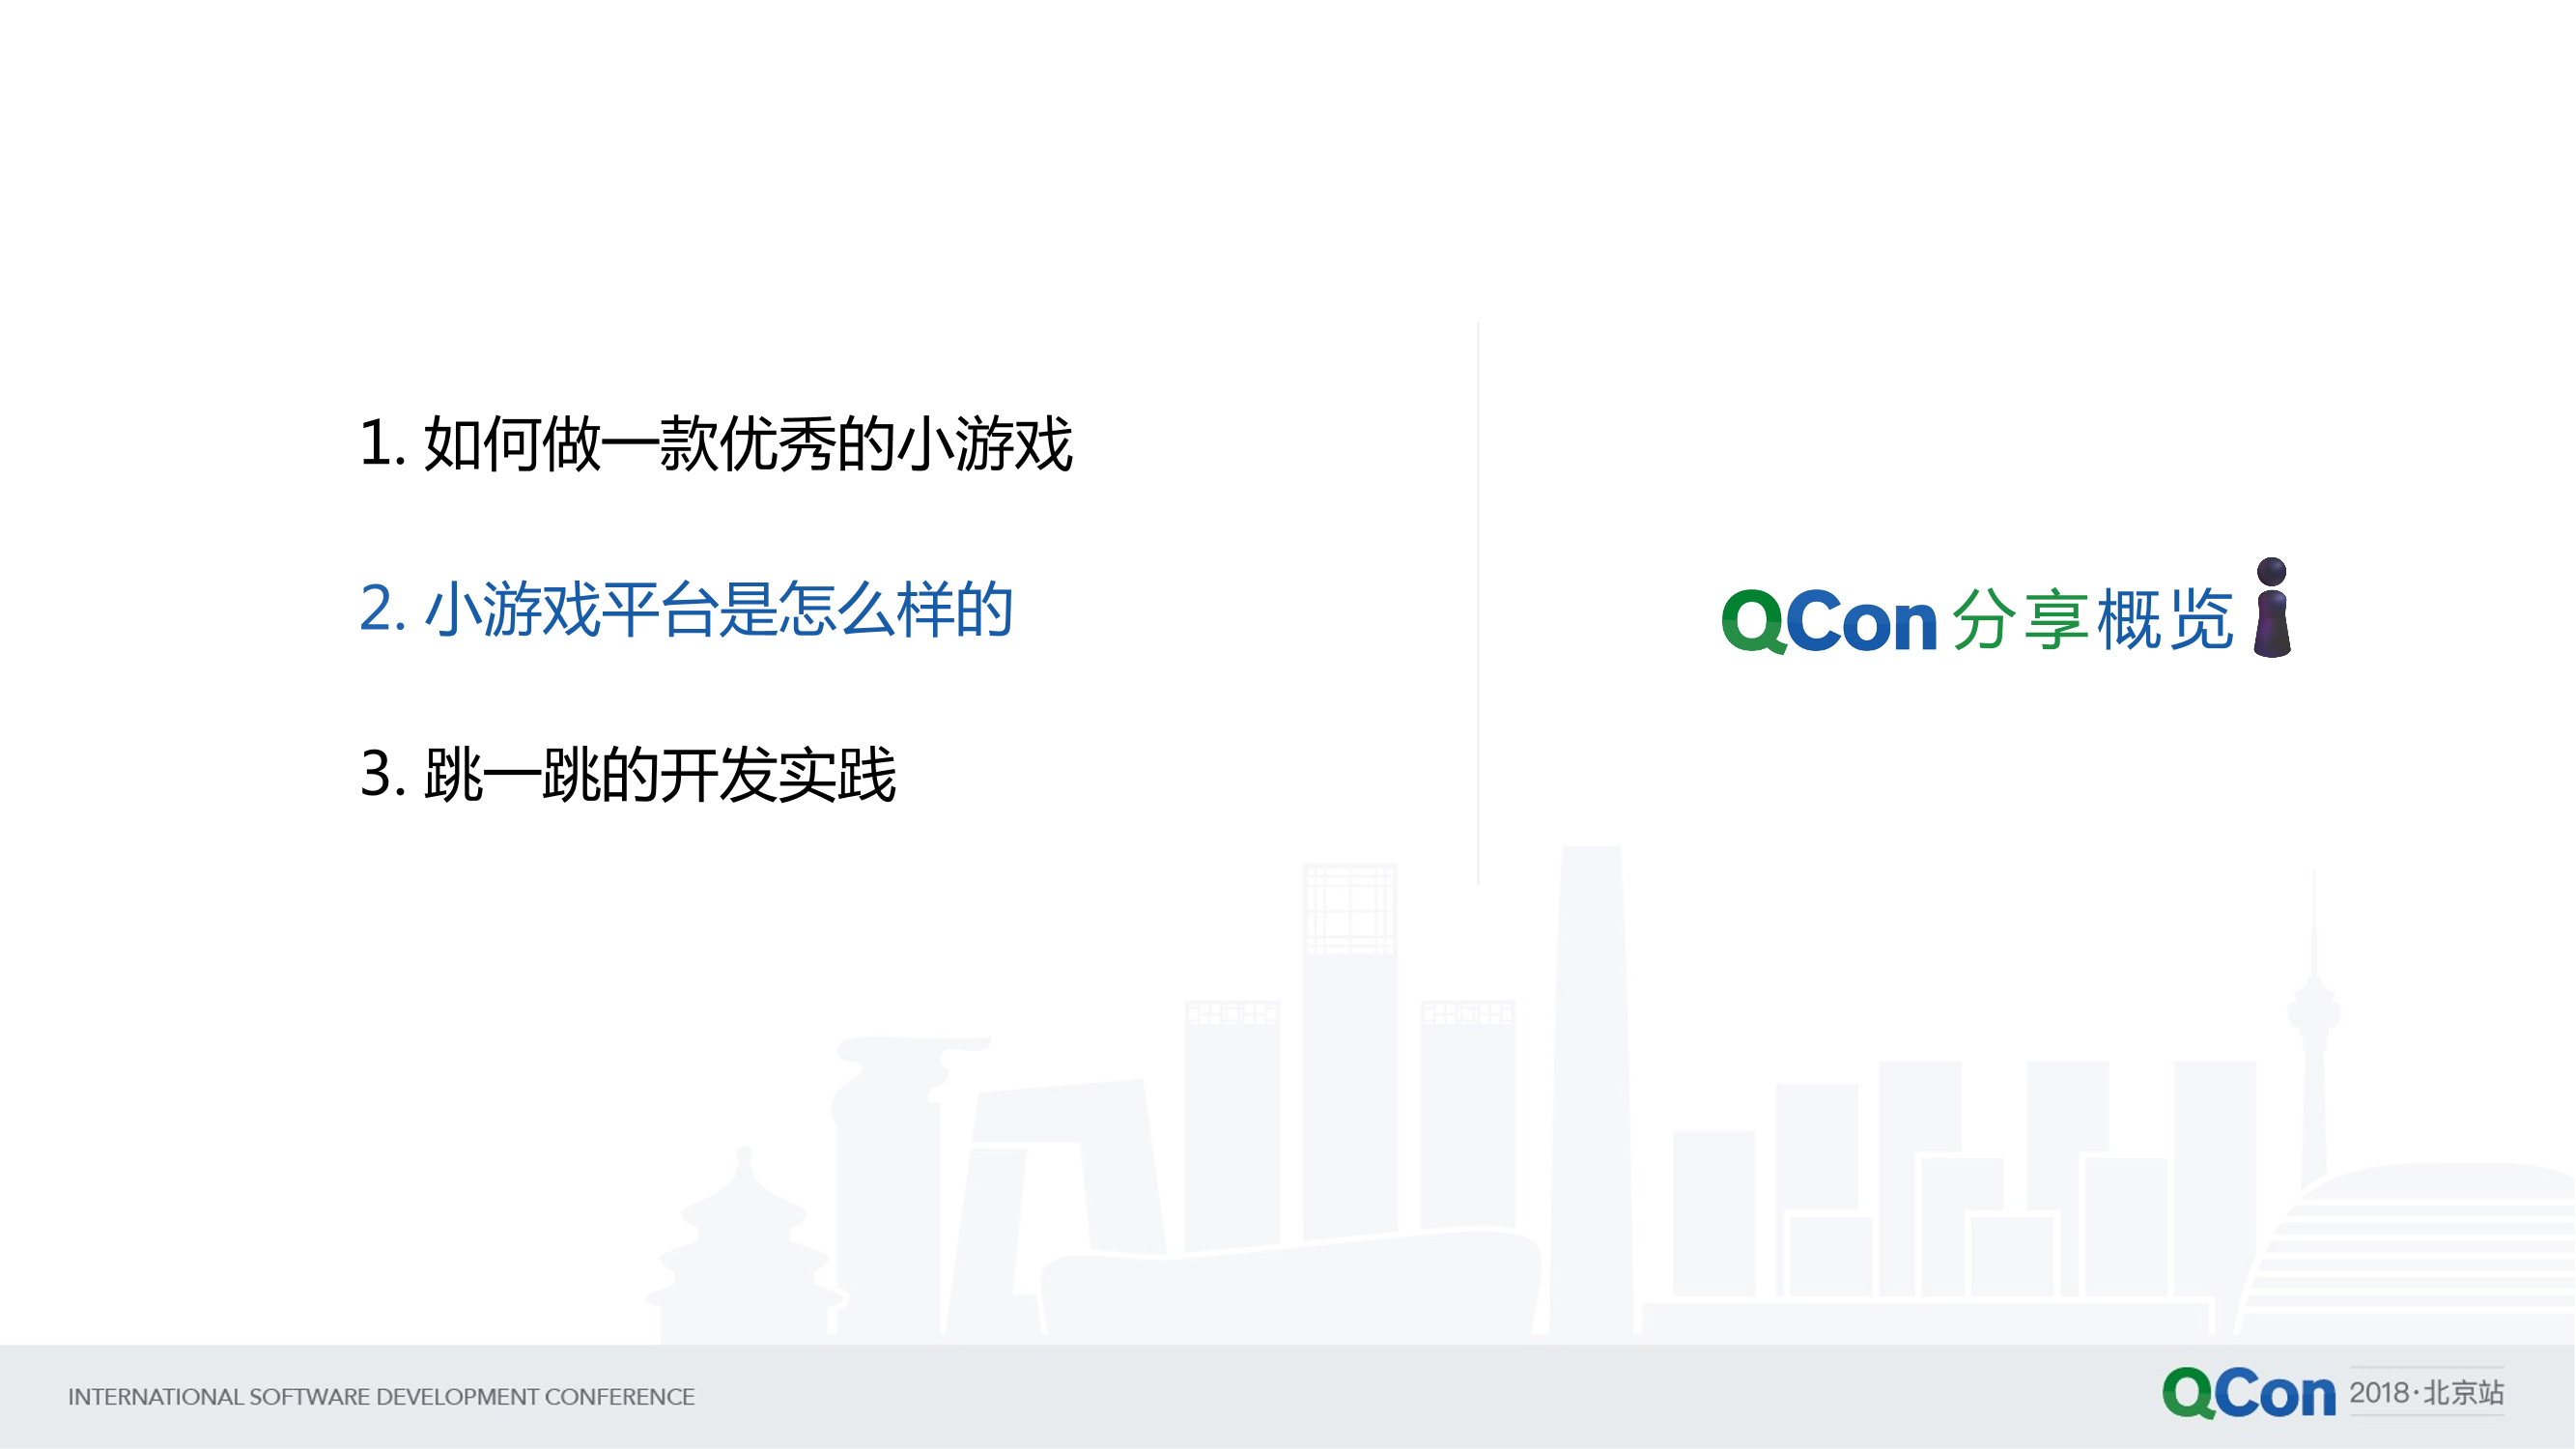 1. 如何做一款优秀的小游戏
2. 小游戏平台是怎么样的
3. 跳一跳的开发实践
QCon 分享概览
INTERNATIONAL SOFTWARE DEVELOPMENT CONFERENCE
QCon 2018·北京站